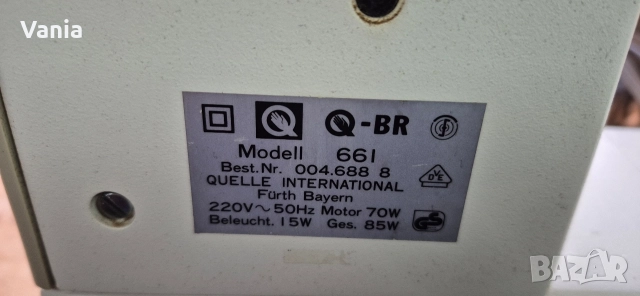 Vania
Q Q-BR
Modell 661
Best.Nr. 004.688 8
QUELLE INTERNATIONAL
Fürth Bayern
220V~50Hz Motor 70W
Beleucht. 15W Ges. 85W
VDE
GS
BAZAR